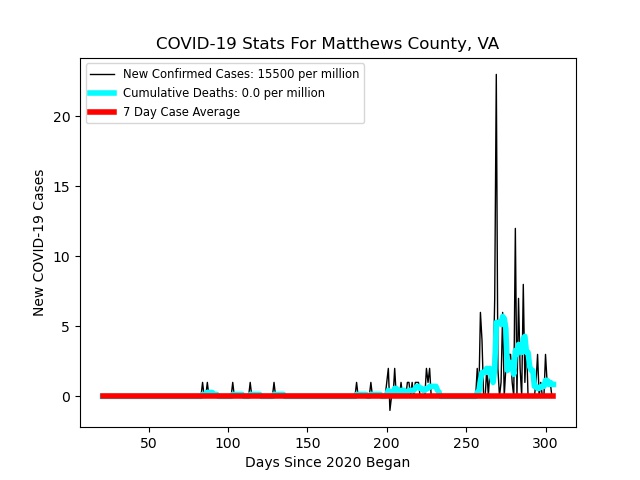 COVID-19 Stats For Matthews County, VA
New Confirmed Cases: 15500 per million
Cumulative Deaths: 0.0 per million
7 Day Case Average
New COVID-19 Cases
20
15
10
5
0
50 100 150 200 250 300
Days Since 2020 Began